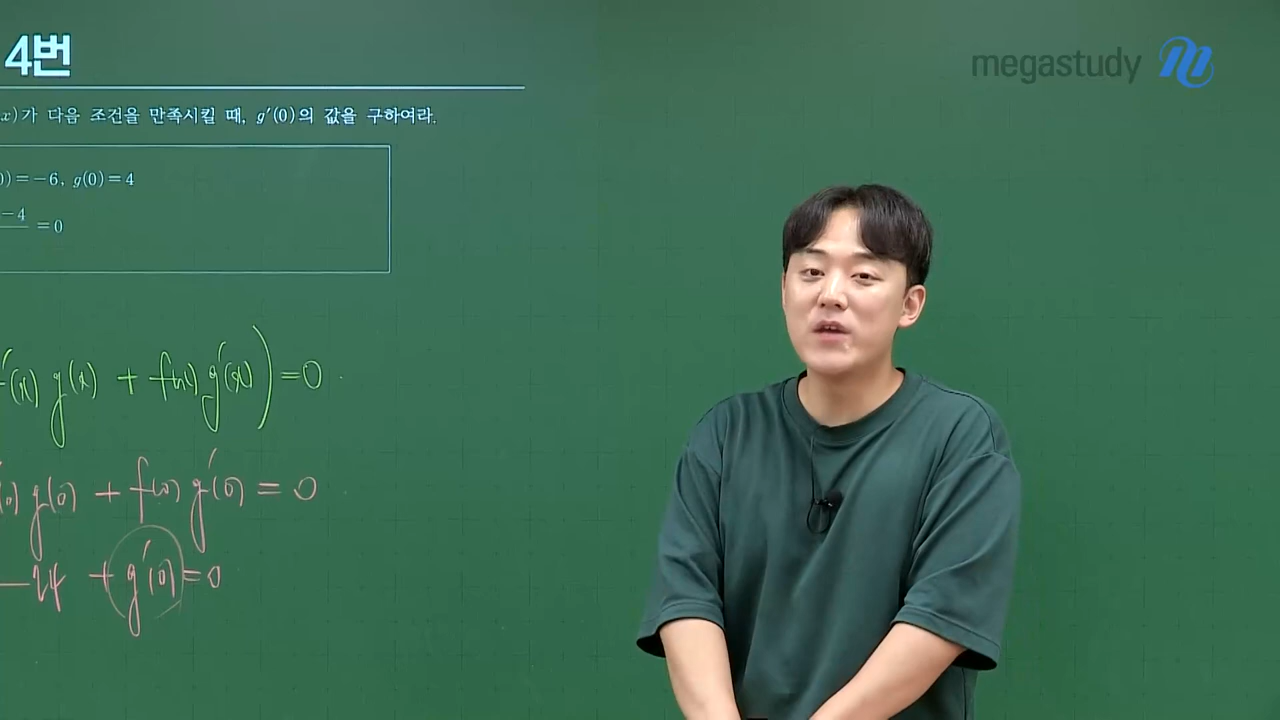 4번
megastudy
x)가 다음 조건을 만족시킬 때, g′(0)의 값을 구하여라.
0)=−6, g(0)=4
−4
=0
′(x) g(x) + f(x) g′(x) ) =0
′(0) g(0) + f(0) g′(0) = 0
−24 + g′(0) =0